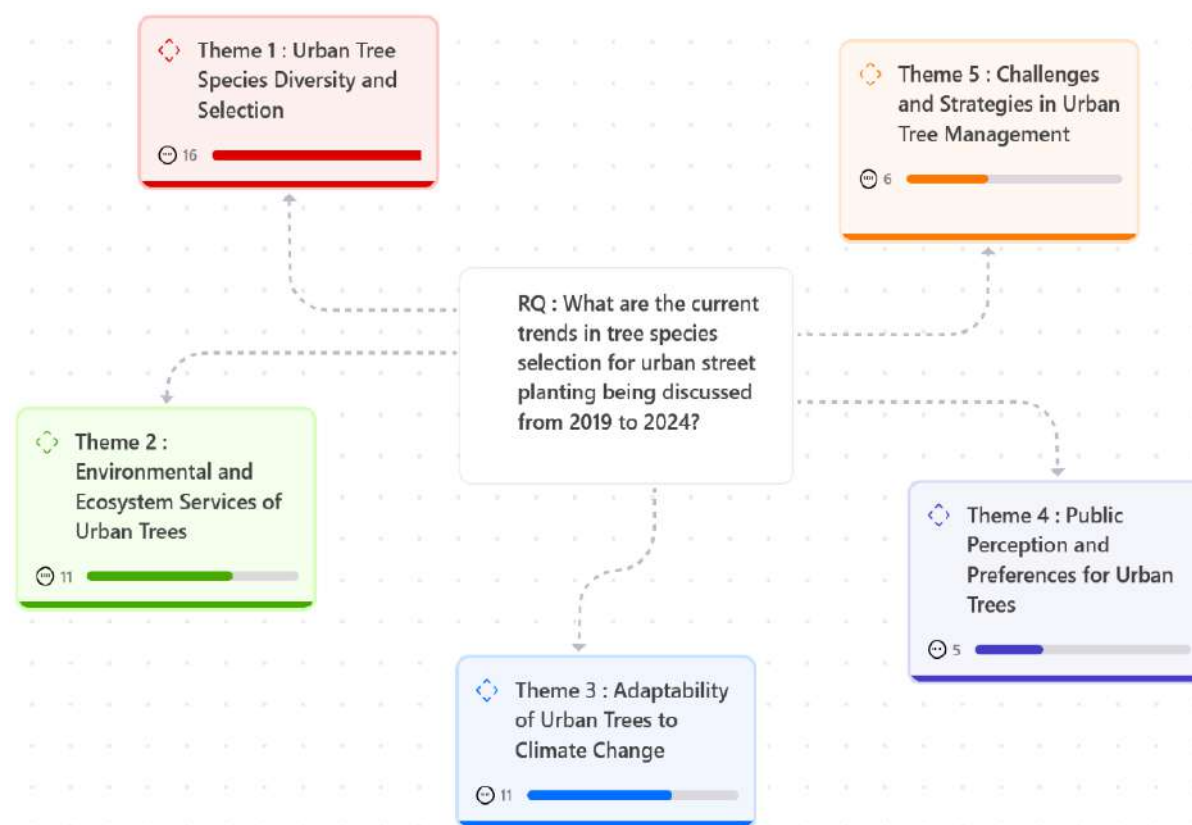 Theme 1 : Urban Tree
Species Diversity and
Selection
16
Theme 5 : Challenges
and Strategies in Urban
Tree Management
6
RQ : What are the current
trends in tree species
selection for urban street
planting being discussed
from 2019 to 2024?
Theme 2 :
Environmental and
Ecosystem Services of
Urban Trees
11
Theme 4 : Public
Perception and
Preferences for Urban
Trees
5
Theme 3 : Adaptability
of Urban Trees to
Climate Change
11